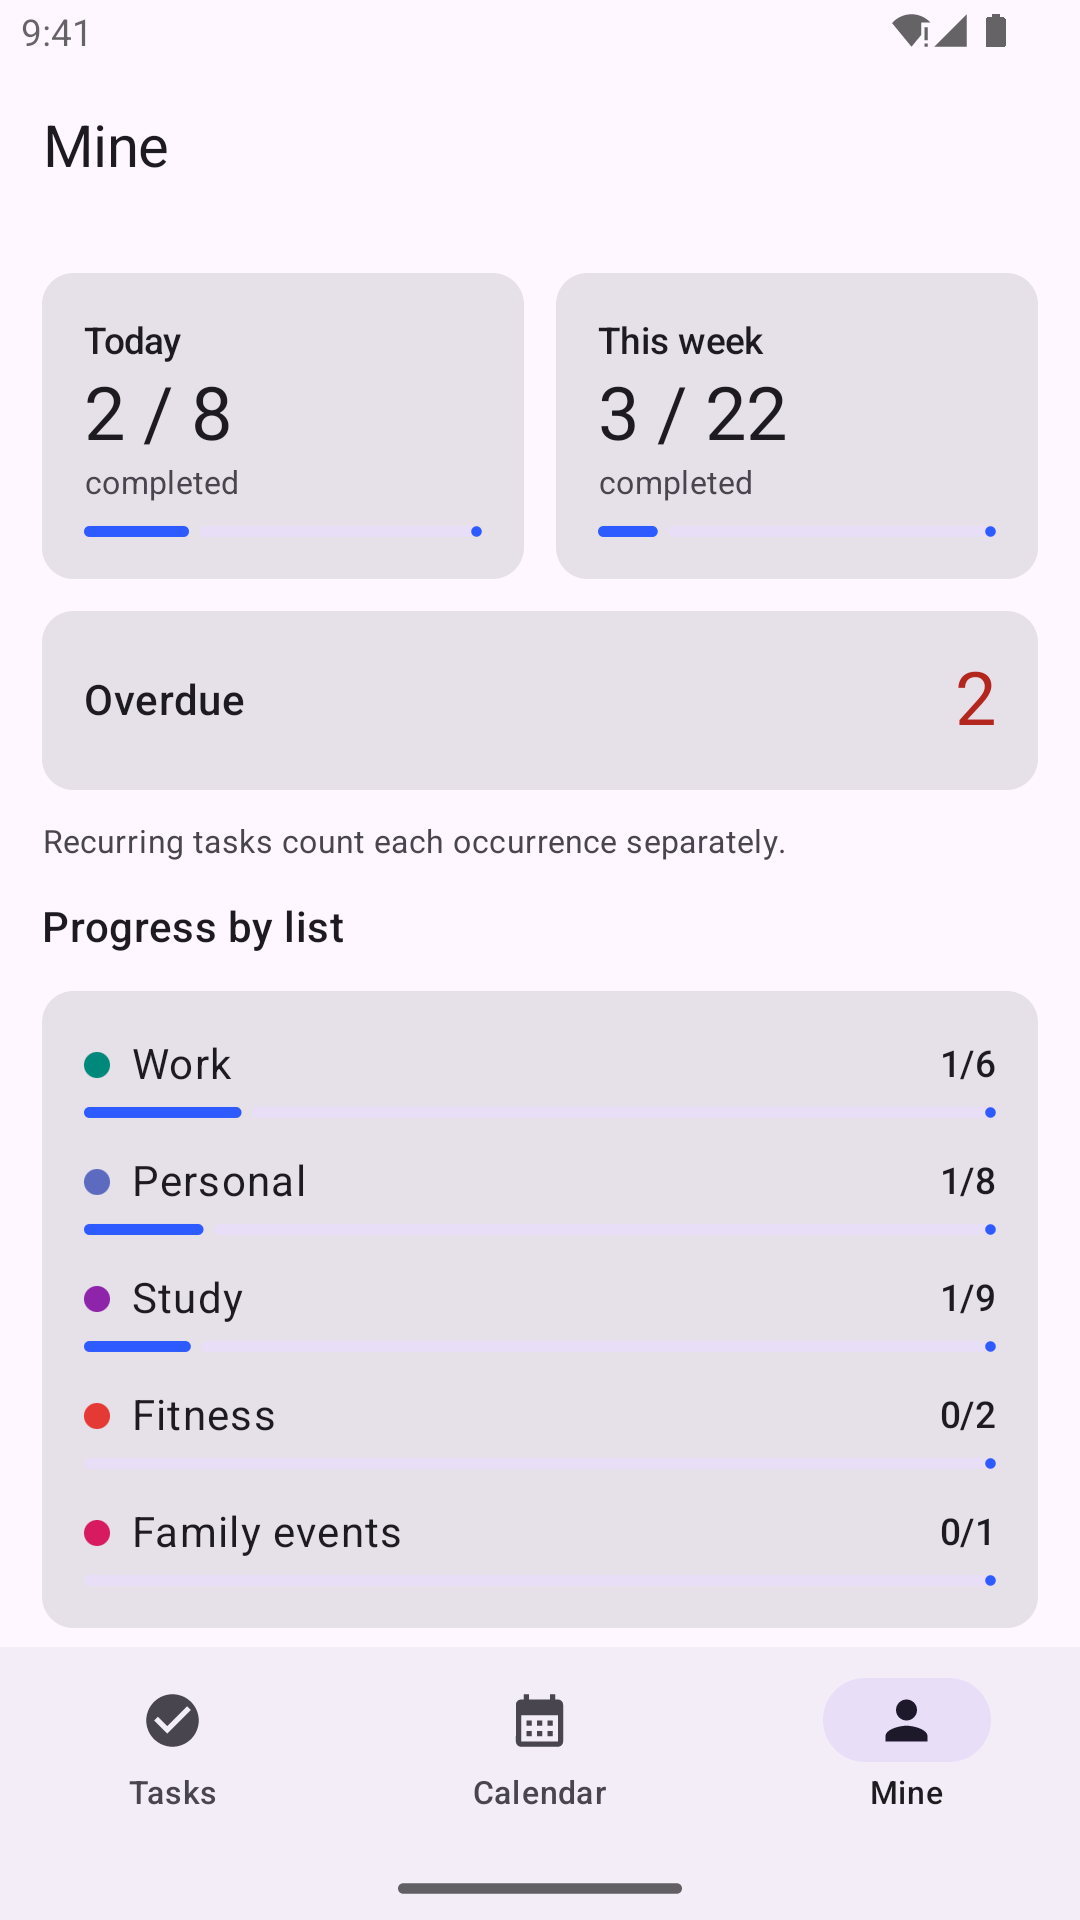 9:41
Mine
Today
2 / 8
completed
This week
3 / 22
completed
Overdue
2
Recurring tasks count each occurrence separately.
Progress by list
Work
1/6
Personal
1/8
Study
1/9
Fitness
0/2
Family events
0/1
Tasks
Calendar
Mine